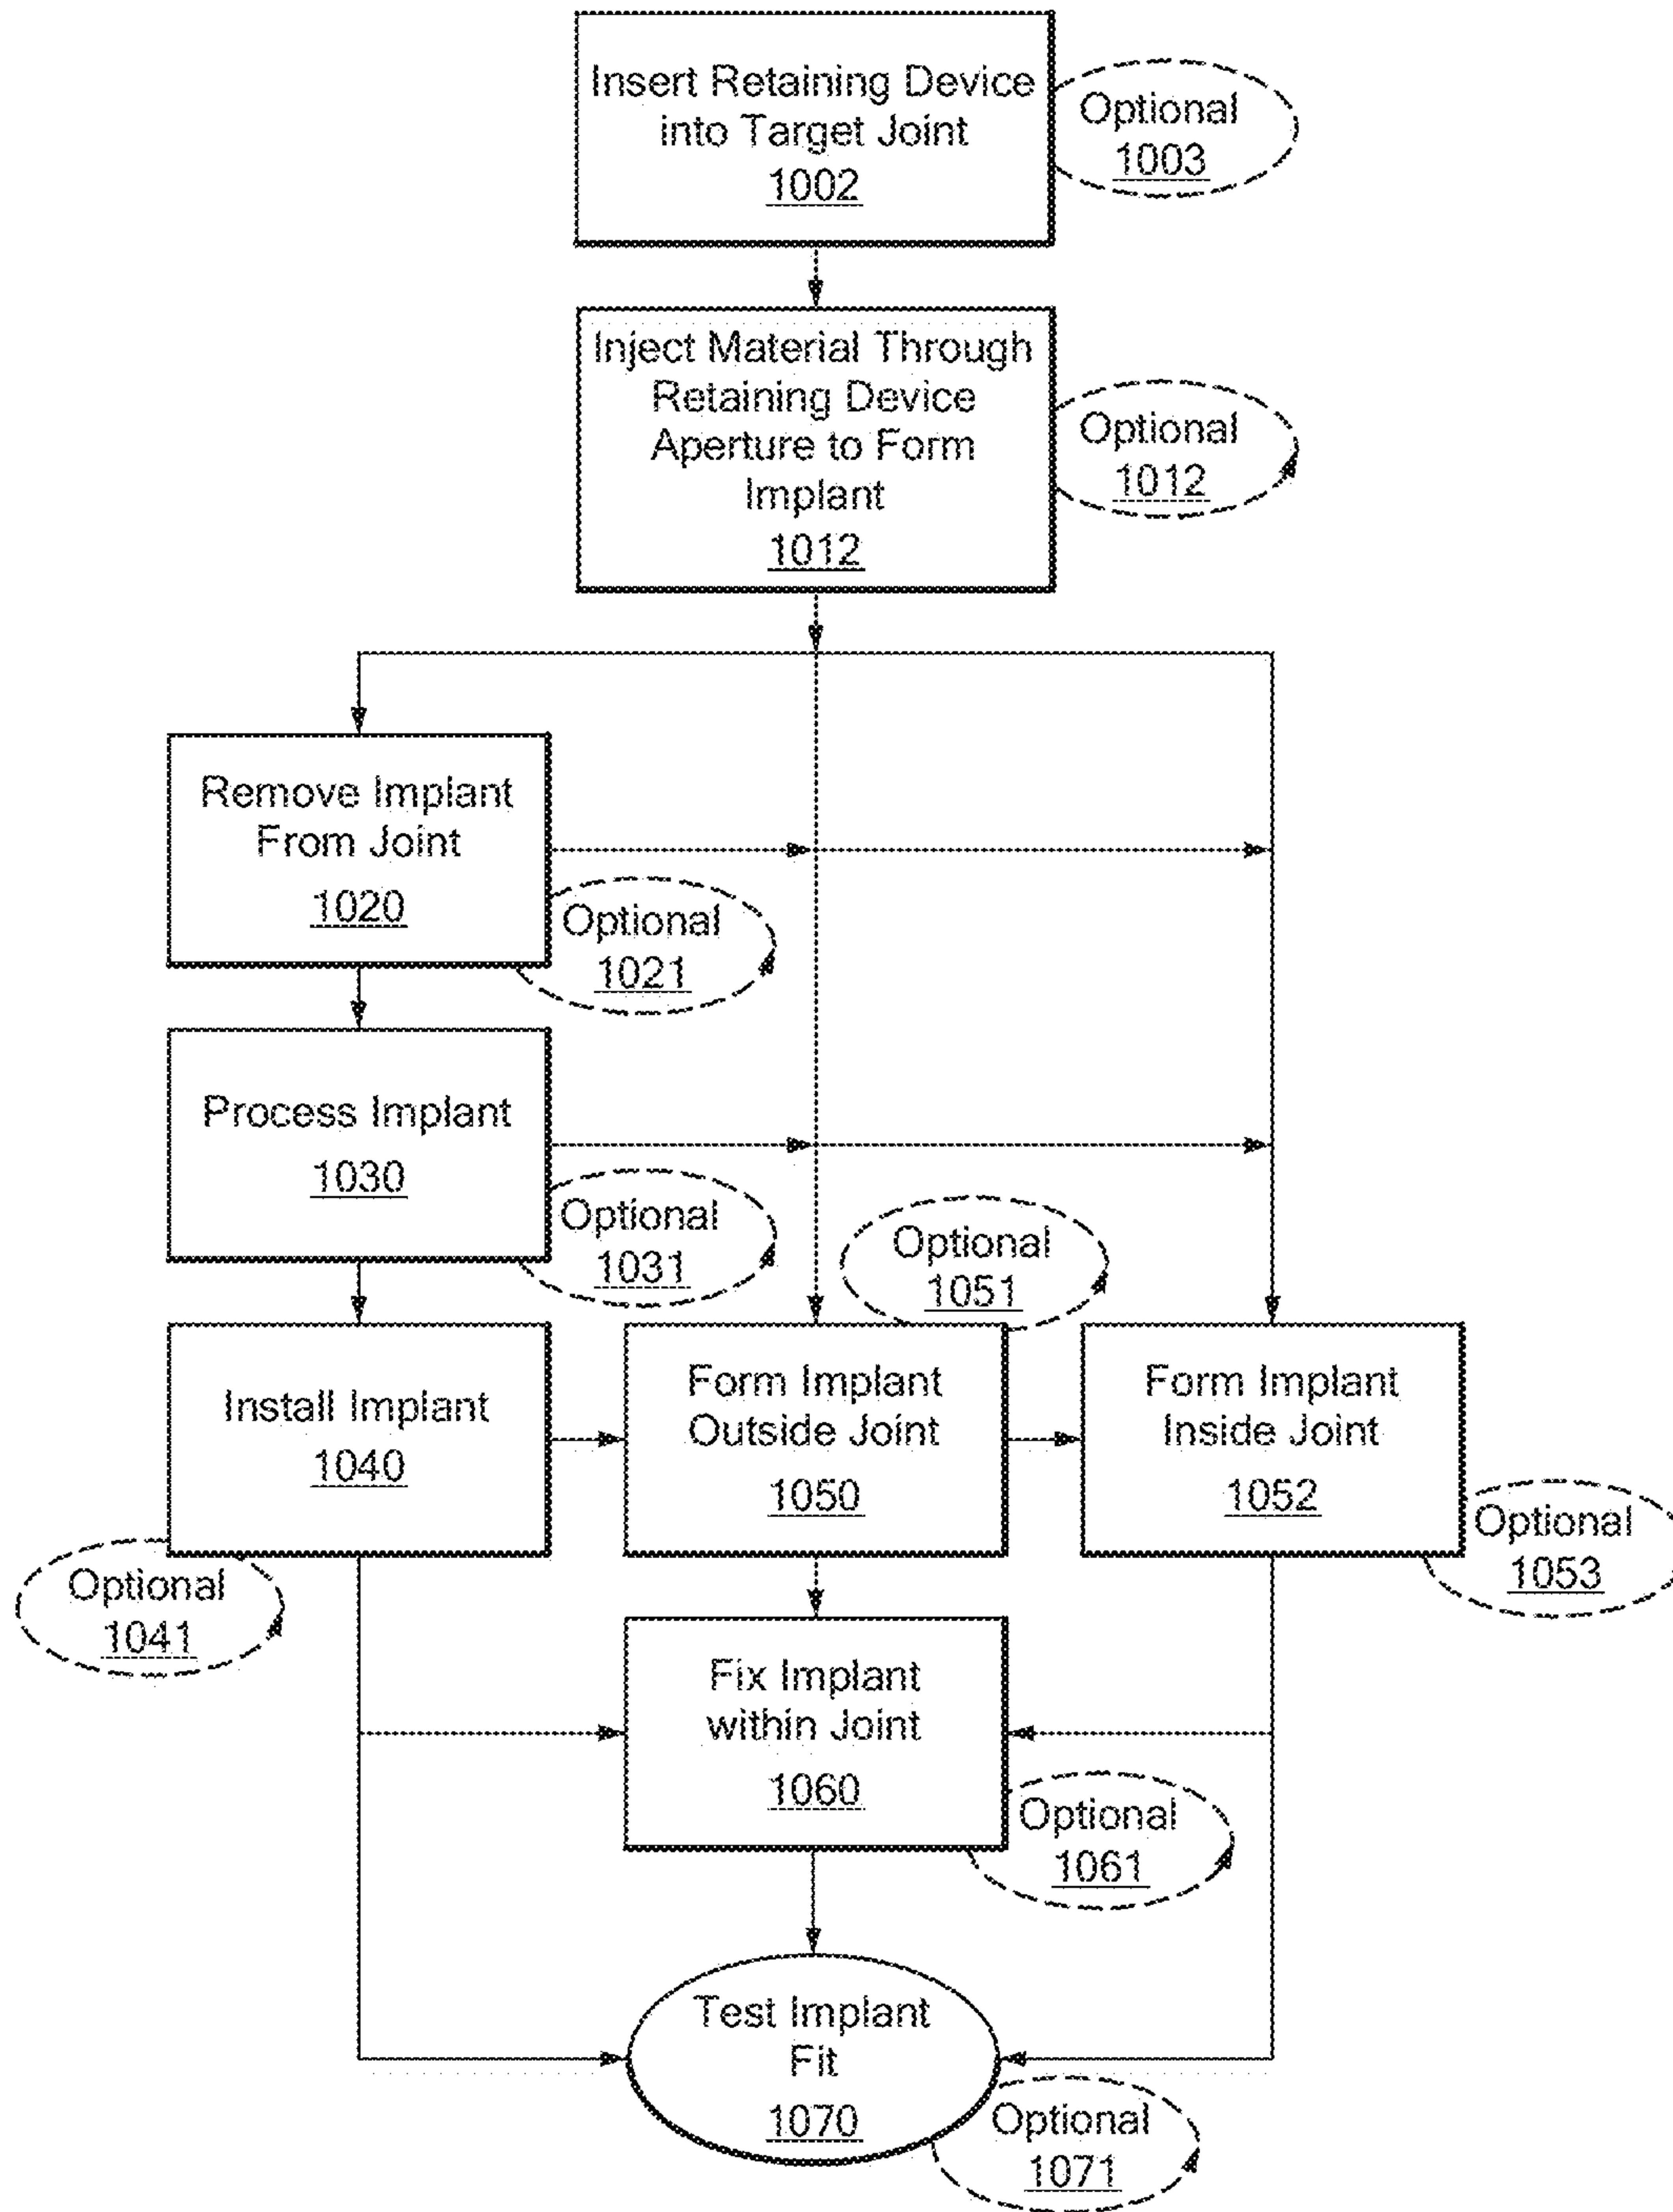 Insert Retaining Device
into Target Joint
1002
Optional
1003
Inject Material Through
Retaining Device
Aperture to Form
Implant
1012
Optional
1012
Remove Implant
From Joint
1020
Optional
1021
Process Implant
1030
Optional
1031
Optional
1051
Install Implant
1040
Optional
1041
Form Implant
Outside Joint
1050
Form Implant
Inside Joint
1052
Optional
1053
Fix Implant
within Joint
1060
Optional
1061
Test Implant
Fit
1070
Optional
1071